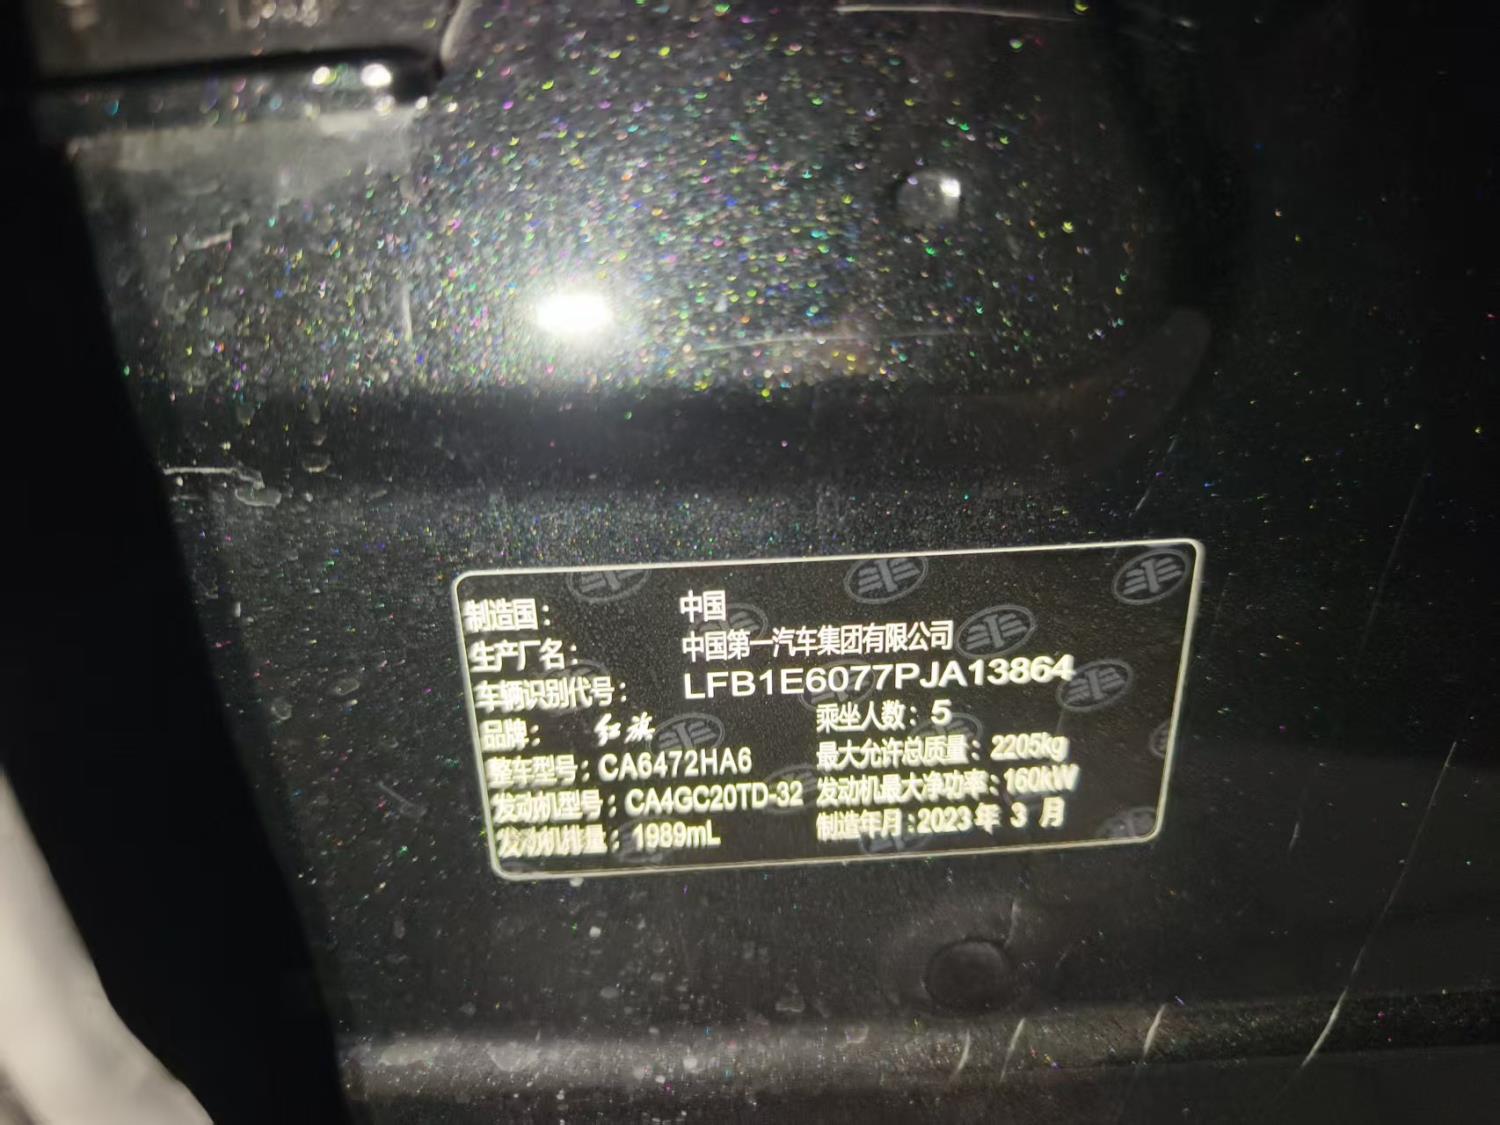 制造国： 中国
生产厂名： 中国第一汽车集团有限公司
车辆识别代号： LFB1E6077PJA13864
品牌： 红旗 乘坐人数：5
整车型号：CA6472HA6 最大允许总质量：2205kg
发动机型号：CA4GC20TD-32 发动机最大净功率：160kW
发动机排量：1989mL 制造年月：2023年 3 月